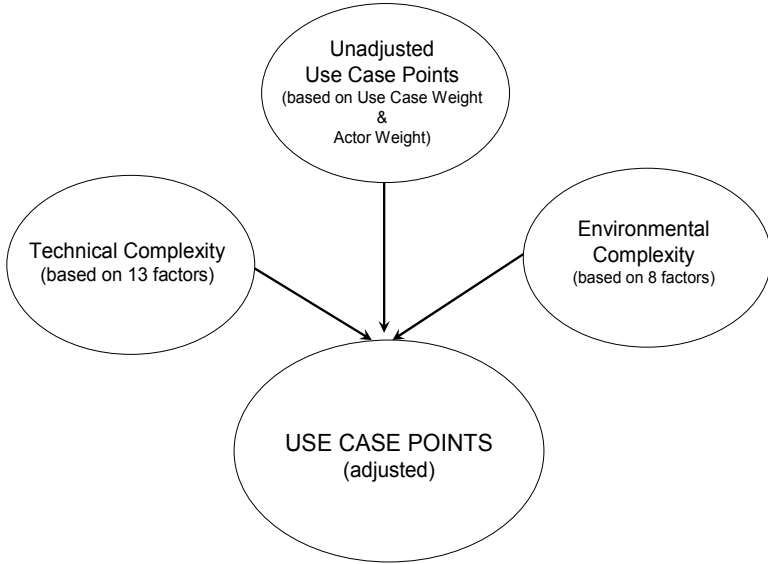 Unadjusted
Use Case Points
(based on Use Case Weight
&
Actor Weight)
Technical Complexity
(based on 13 factors)
Environmental
Complexity
(based on 8 factors)
USE CASE POINTS
(adjusted)